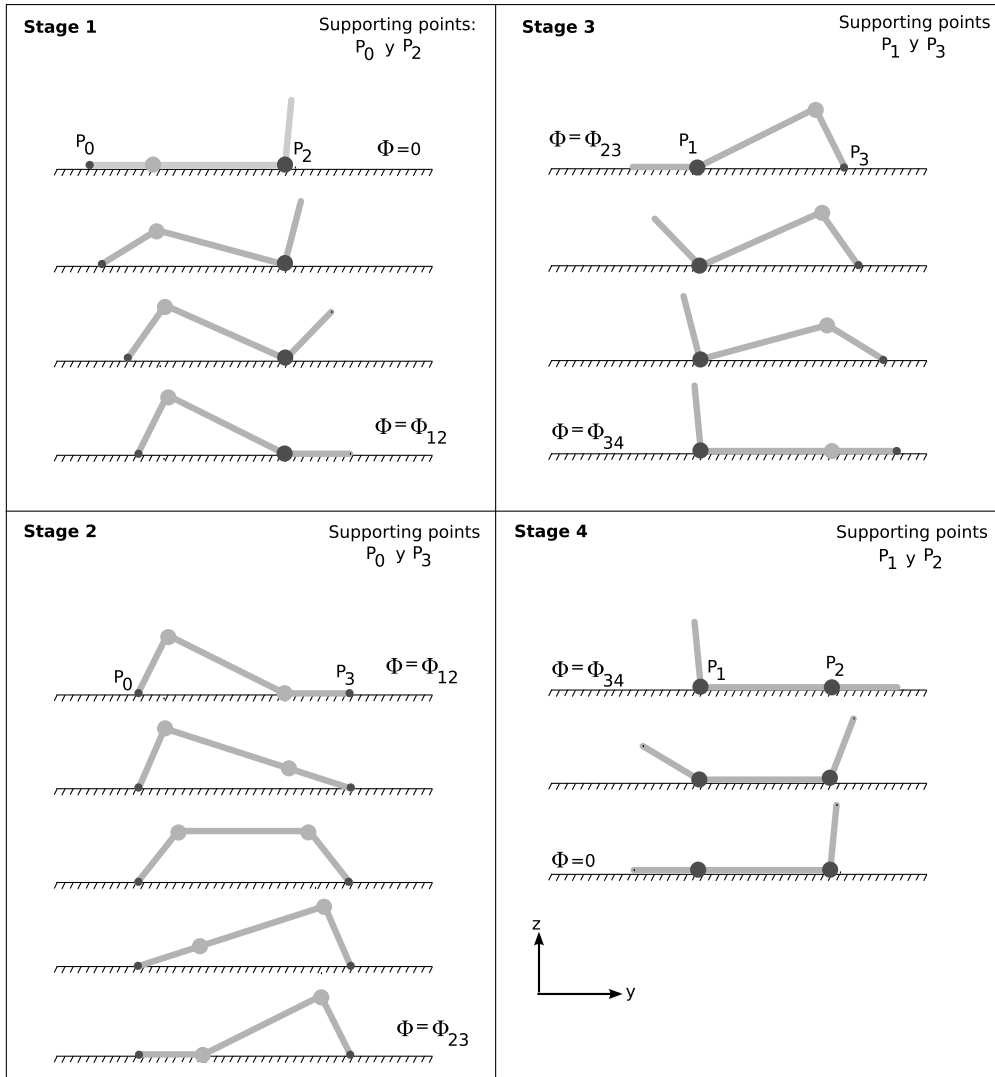 Stage 1
Supporting points:
P0 y P2
P0
P2
Φ=0
Φ=Φ12
Stage 3
Supporting points
P1 y P3
Φ=Φ23
P1
P3
Φ=Φ34
Stage 2
Supporting points
P0 y P3
P0
P3
Φ=Φ12
Φ=Φ23
Stage 4
Supporting points
P1 y P2
Φ=Φ34
P1
P2
Φ=0
z
y